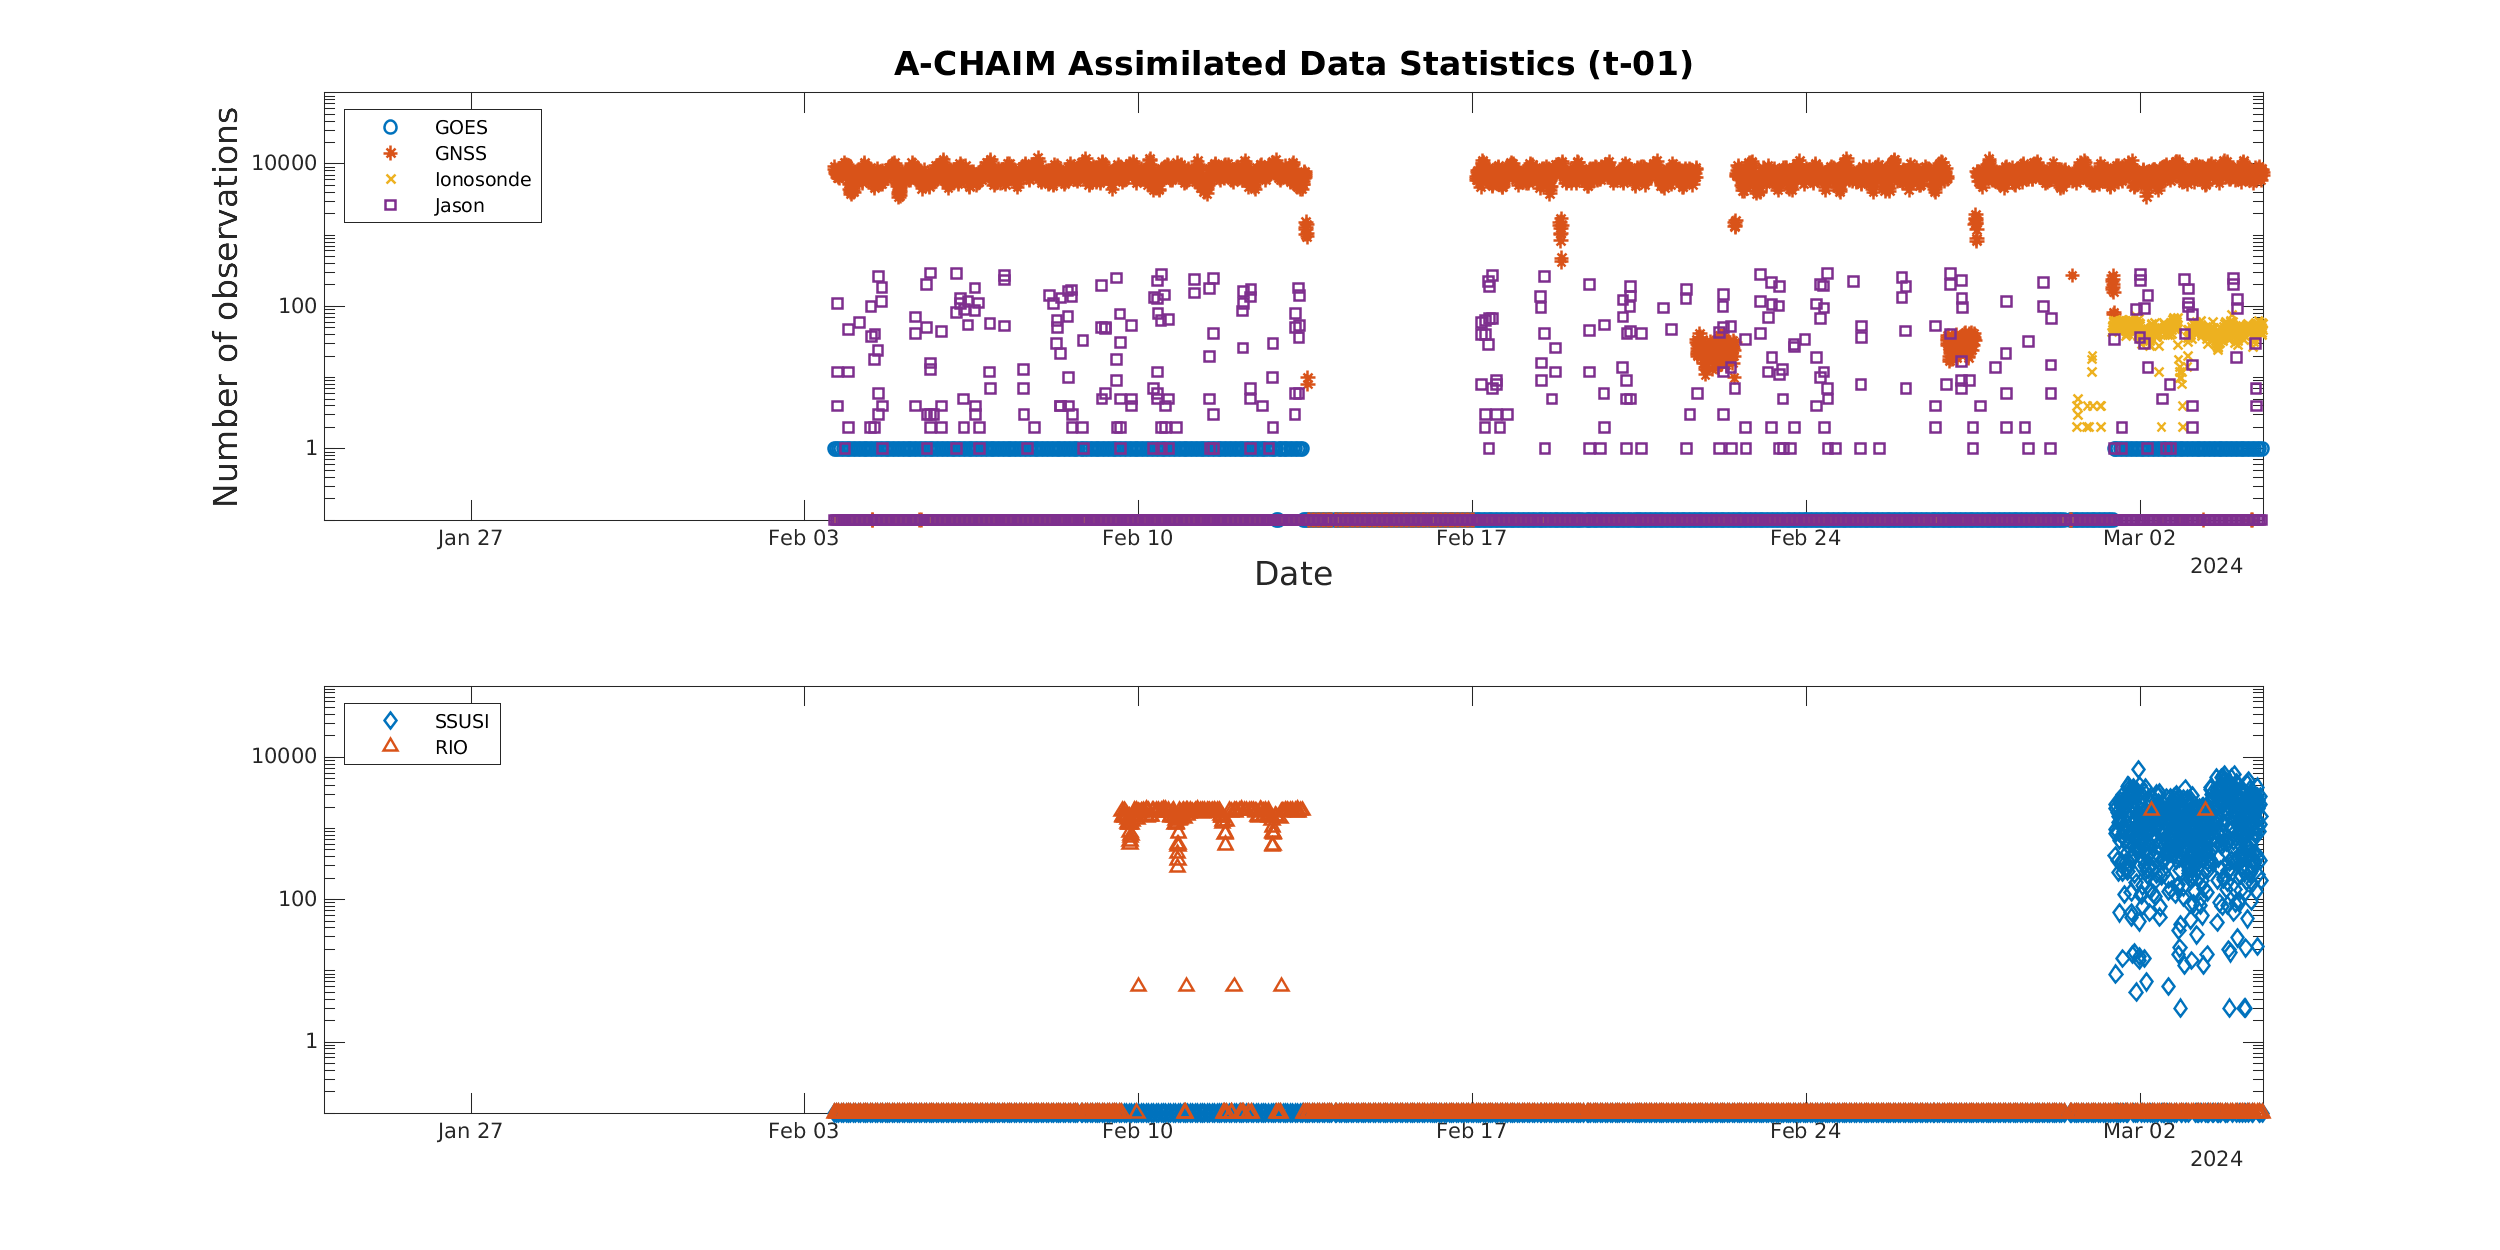 A-CHAIM Assimilated Data Statistics (t-01)
Number of observations
GOES
GNSS
Ionosonde
Jason
10000
100
1
Jan 27 Feb 03 Feb 10 Feb 17 Feb 24 Mar 02
2024
Date
SSUSI
RIO
10000
100
1
Jan 27 Feb 03 Feb 10 Feb 17 Feb 24 Mar 02
2024